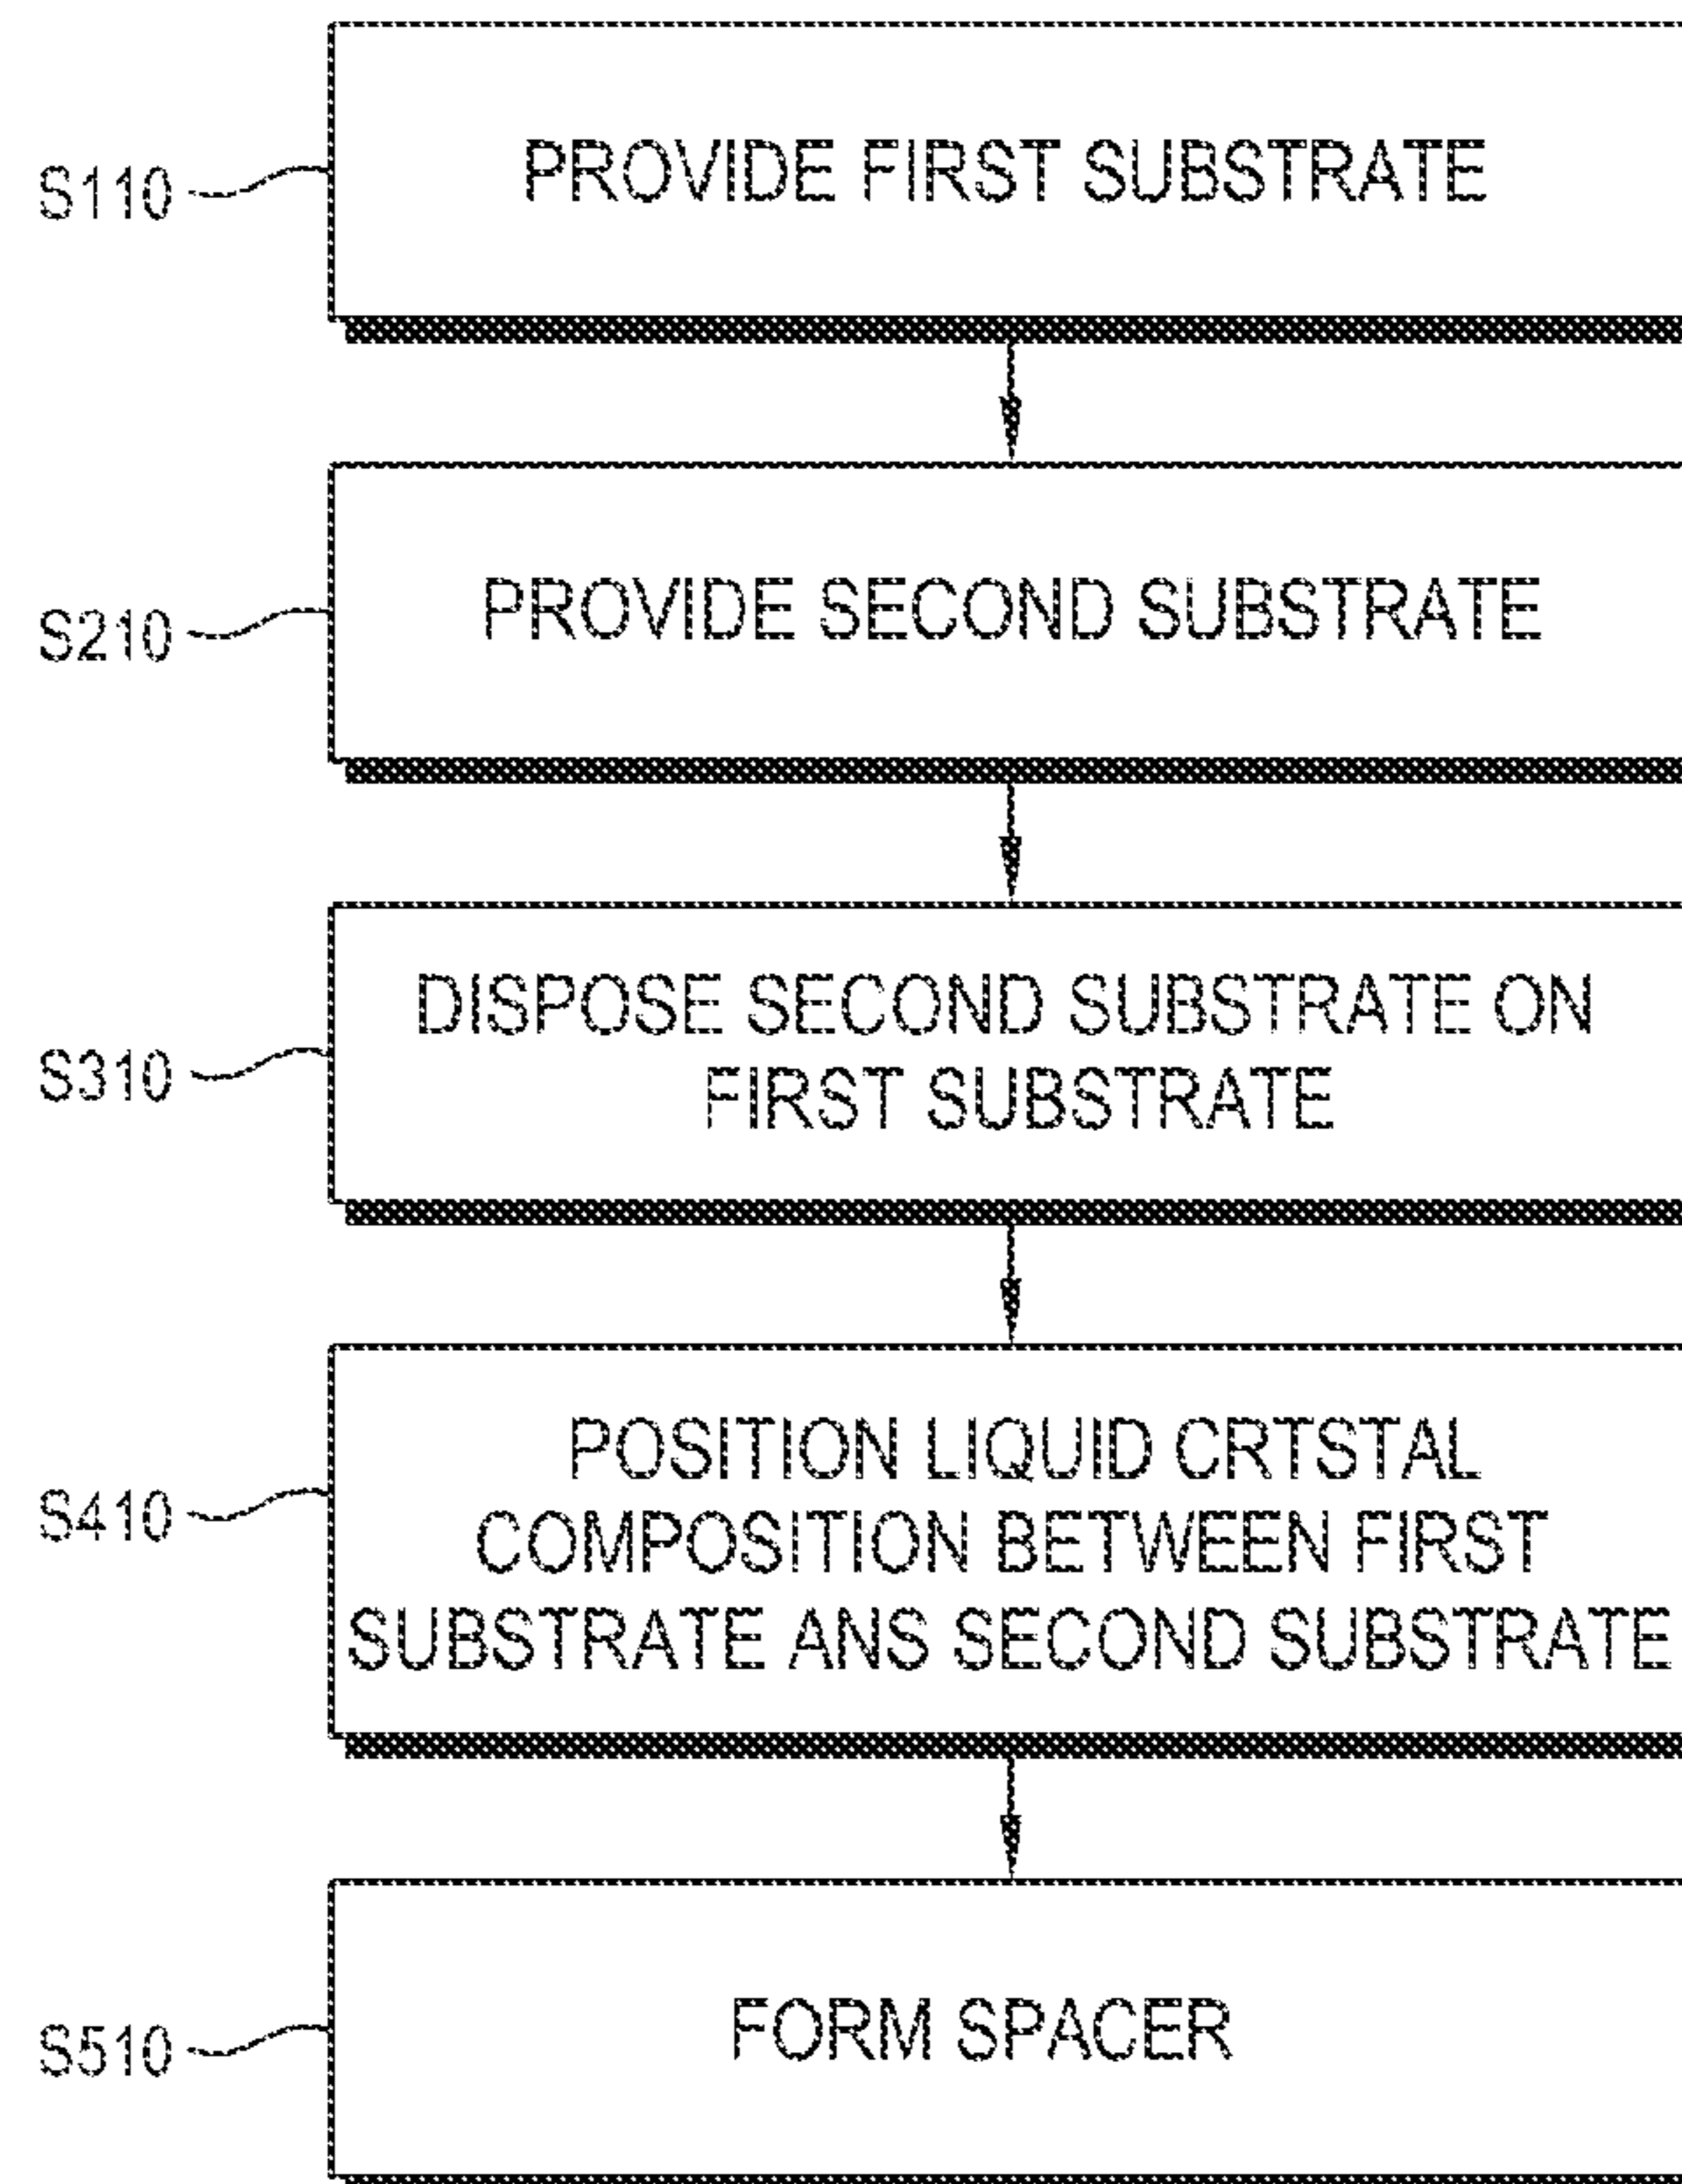 S110
PROVIDE FIRST SUBSTRATE
S210
PROVIDE SECOND SUBSTRATE
S310
DISPOSE SECOND SUBSTRATE ON
FIRST SUBSTRATE
S410
POSITION LIQUID CRTSTAL
COMPOSITION BETWEEN FIRST
SUBSTRATE ANS SECOND SUBSTRATE
S510
FORM SPACER